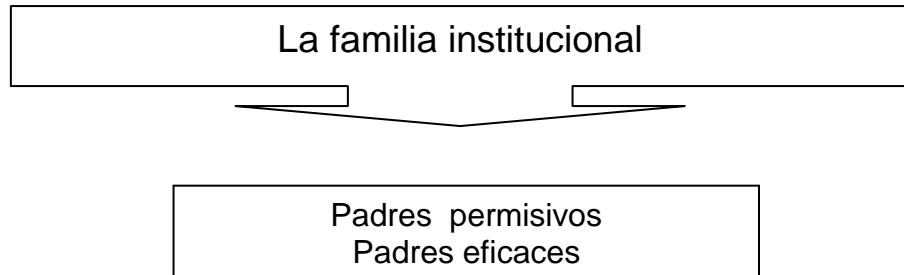 La familia institucional
Padres permisivos
Padres eficaces